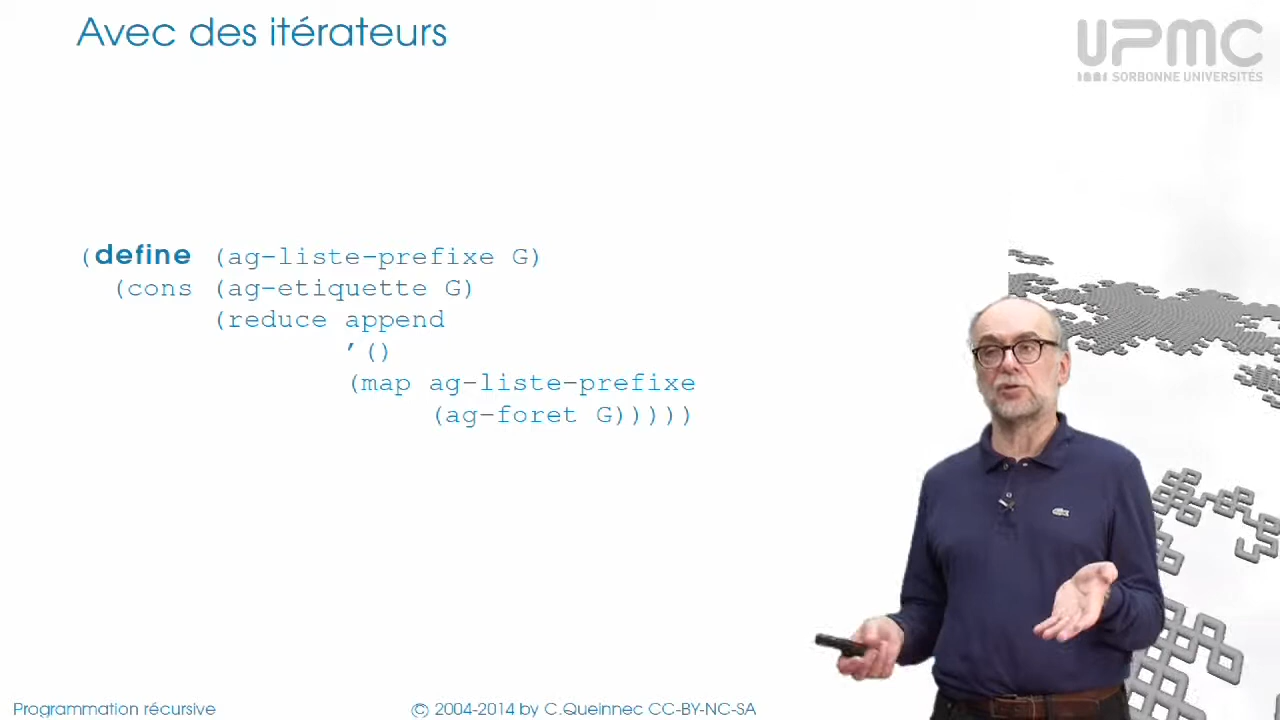 Avec des itérateurs
UPMC
SORBONNE UNIVERSITÉS
(define (ag-liste-prefixe G)
(cons (ag-etiquette G)
(reduce append
’()
(map ag-liste-prefixe
(ag-foret G)))))
Programmation récursive
© 2004-2014 by C.Queinnec CC-BY-NC-SA